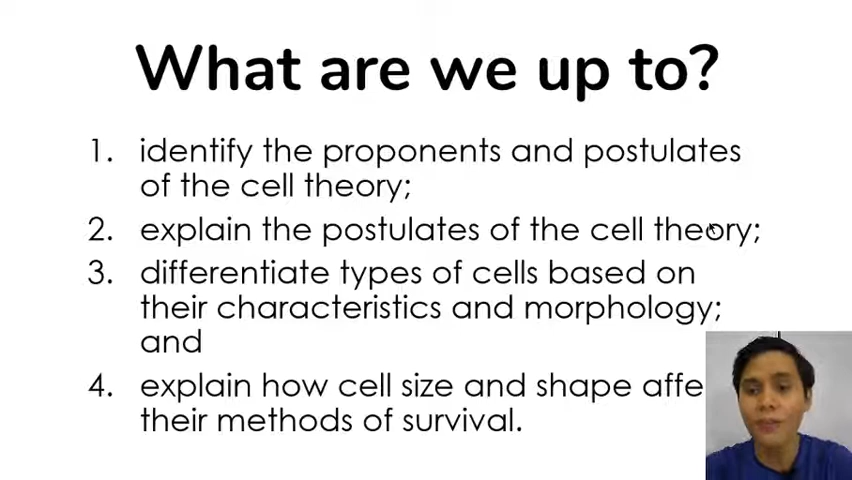 What are we up to?
1. identify the proponents and postulates
of the cell theory;
2. explain the postulates of the cell theory;
3. differentiate types of cells based on
their characteristics and morphology;
and
4. explain how cell size and shape
their methods of survival.